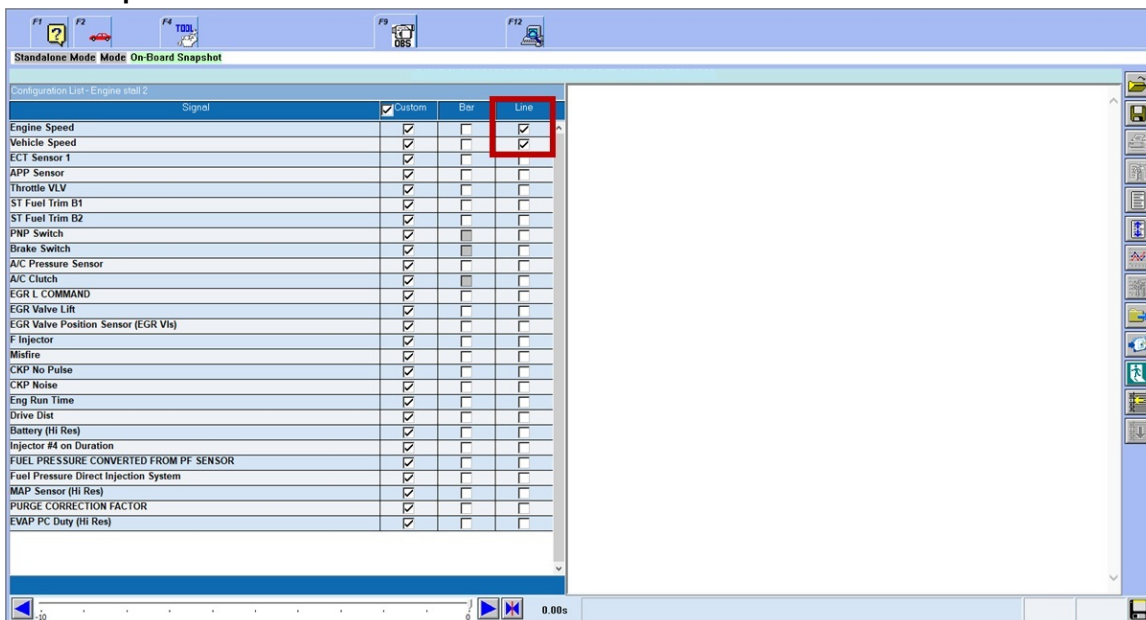 F1 F2 F4 TOOL. F9 OBS F12
Standalone Mode Mode On-Board Snapshot
Configuration List - Engine stall 2
Signal Custom Bar Line
Engine Speed
Vehicle Speed
ECT Sensor 1
APP Sensor
Throttle VLV
ST Fuel Trim B1
ST Fuel Trim B2
PNP Switch
Brake Switch
A/C Pressure Sensor
A/C Clutch
EGR L COMMAND
EGR Valve Lift
EGR Valve Position Sensor (EGR Vls)
F Injector
Misfire
CKP No Pulse
CKP Noise
Eng Run Time
Drive Dist
Battery (Hi Res)
Injector #4 on Duration
FUEL PRESSURE CONVERTED FROM PF SENSOR
Fuel Pressure Direct Injection System
MAP Sensor (Hi Res)
PURGE CORRECTION FACTOR
EVAP PC Duty (Hi Res)
-10 0 0.00s